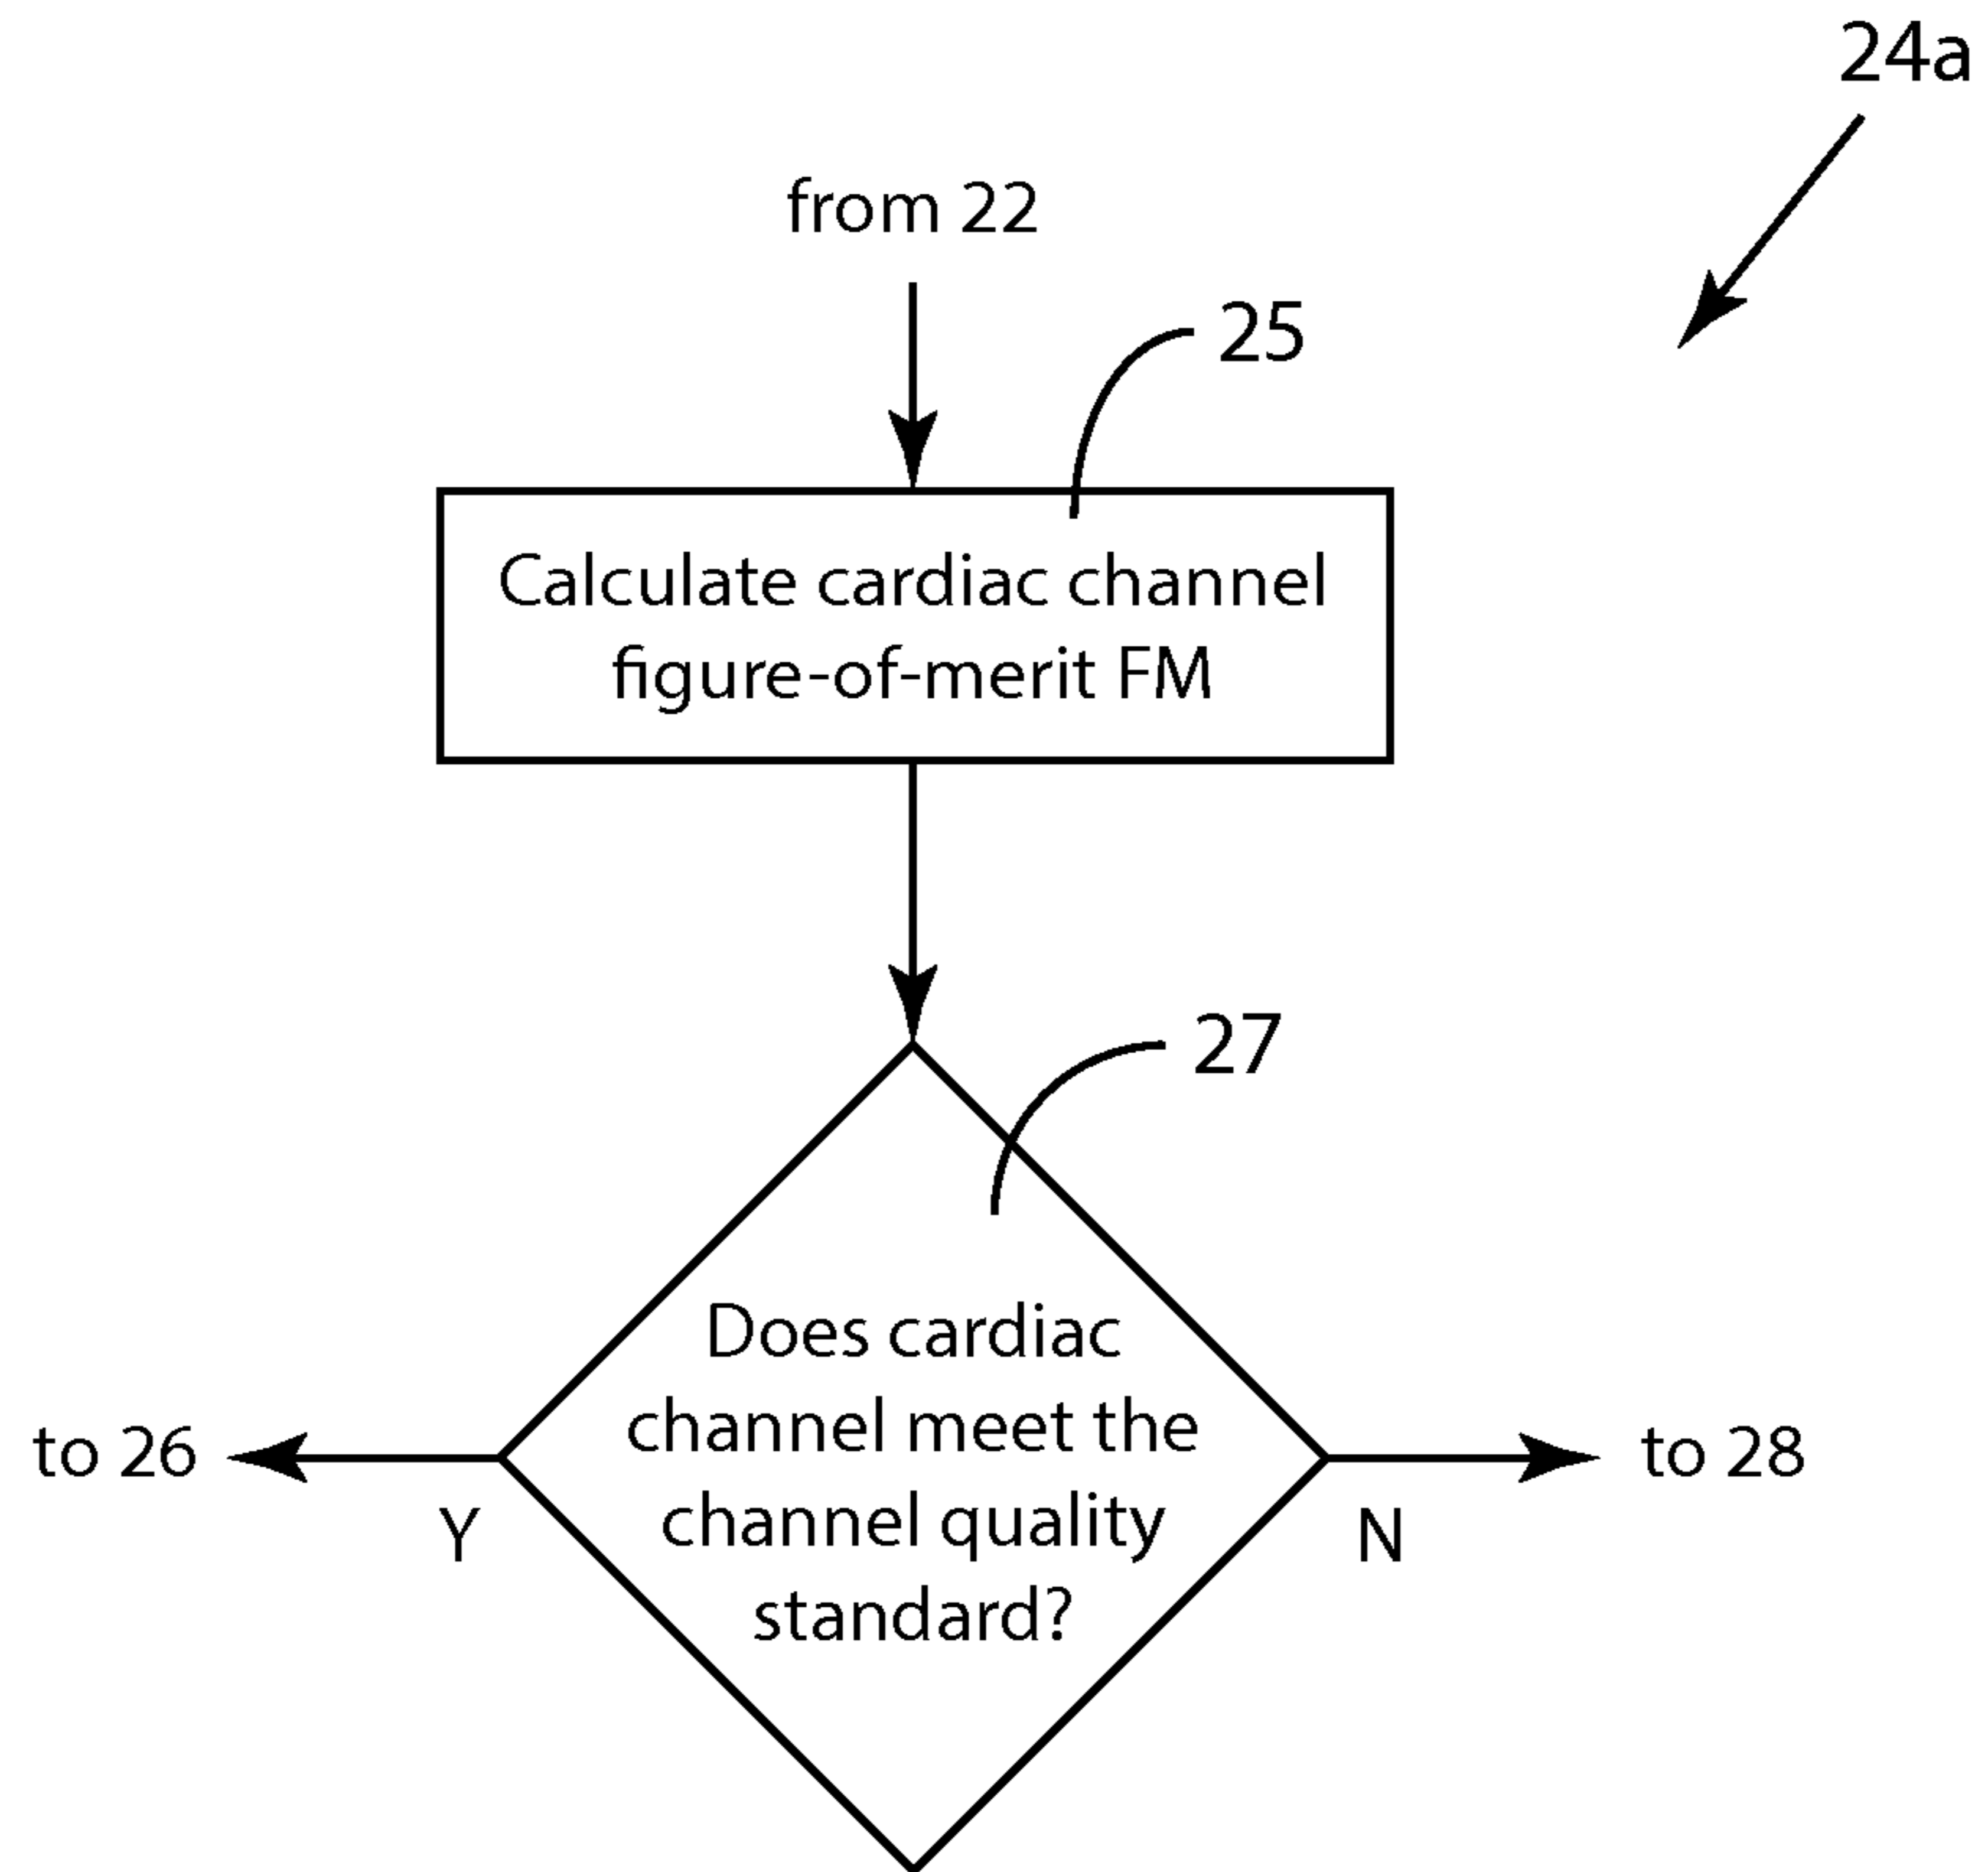 24a
from 22
25
Calculate cardiac channel
figure-of-merit FM
27
Does cardiac
channel meet the
channel quality
standard?
to 26
Y
N
to 28